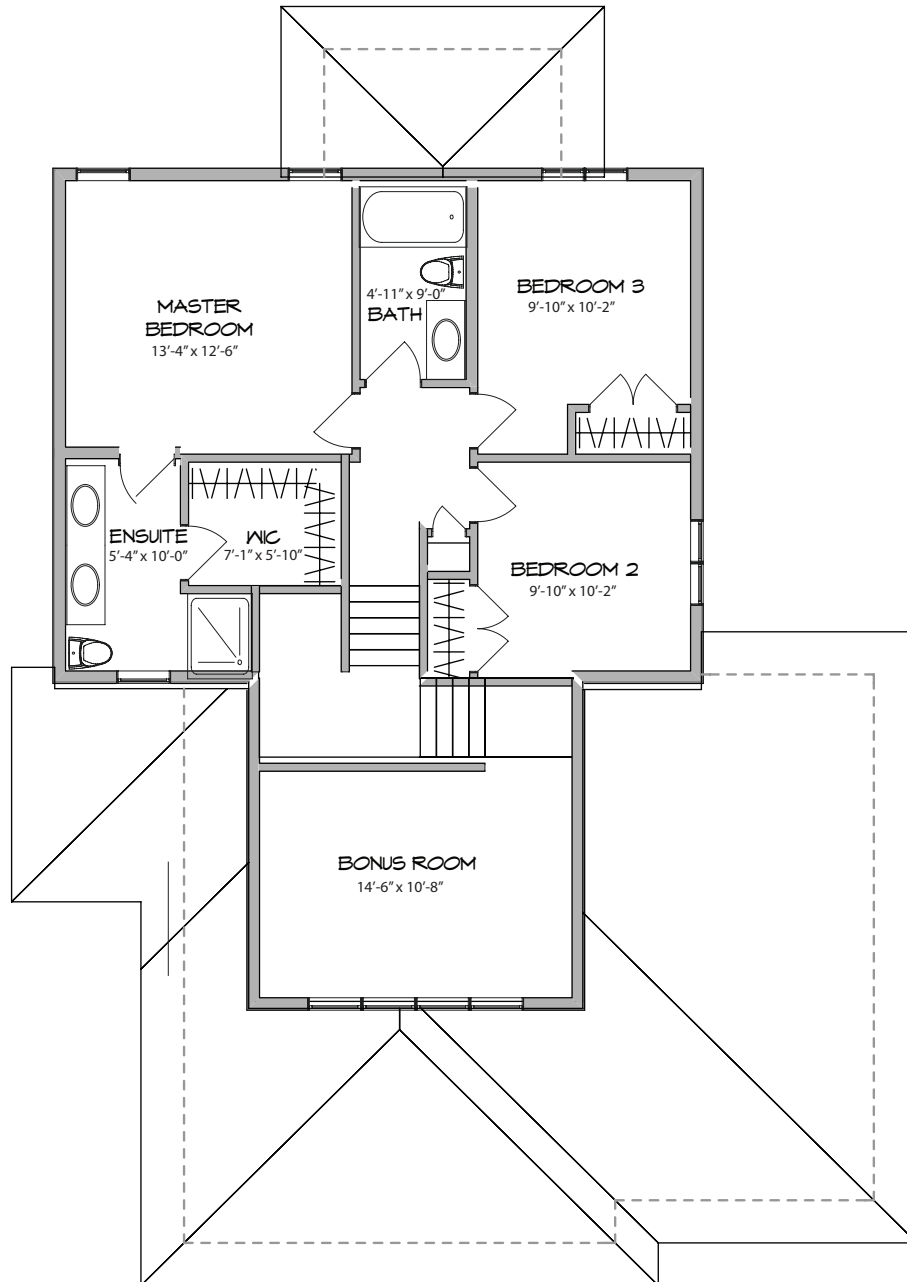 4’-11” x 9’-0”
BATH
BEDROOM 3
9’-10” x 10’-2”
MASTER
BEDROOM
13’-4” x 12’-6”
ENSUITE
5’-4” x 10’-0”
WIC
7’-1” x 5’-10”
BEDROOM 2
9’-10” x 10’-2”
BONUS ROOM
14’-6” x 10’-8”